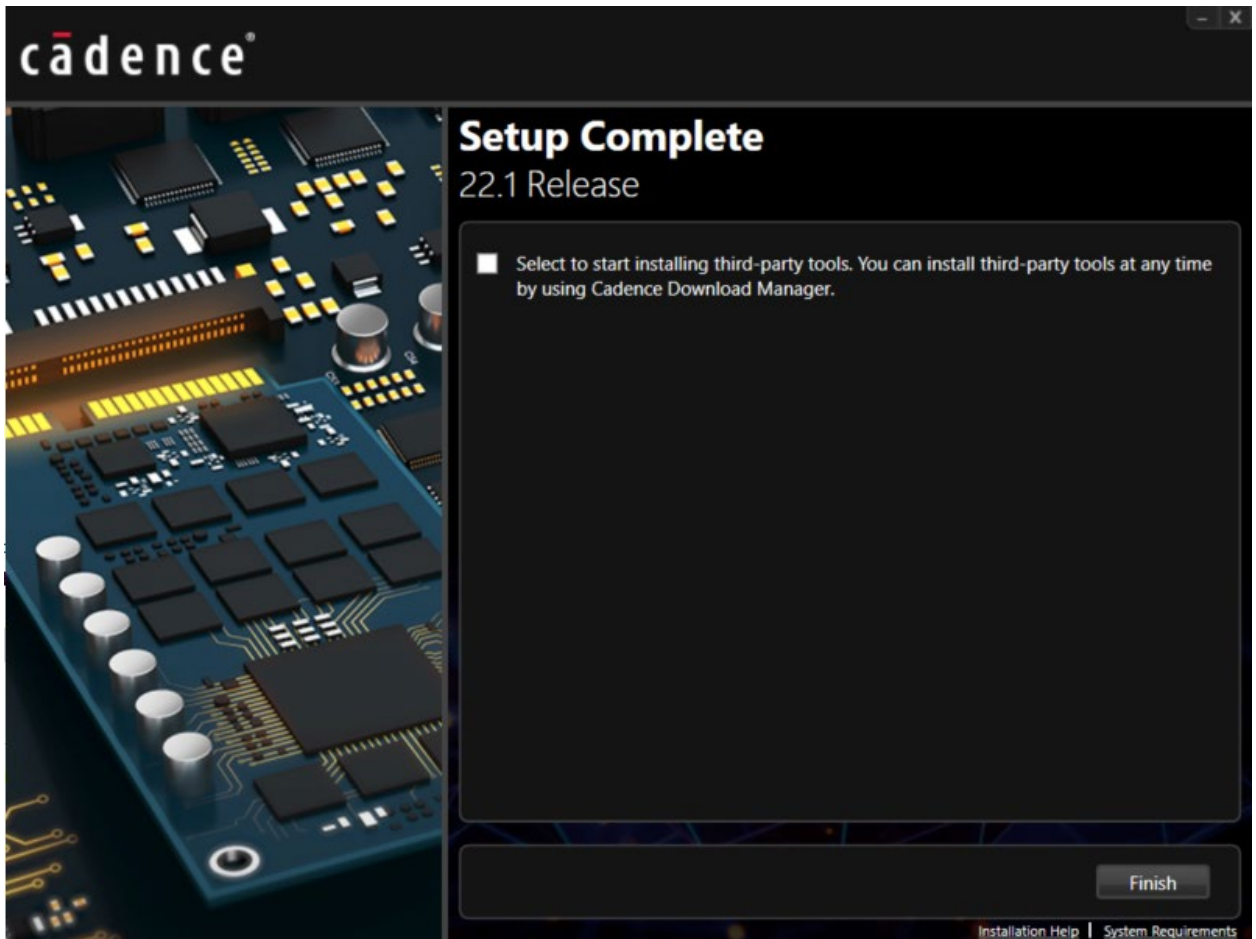 cādence®
Setup Complete
22.1 Release
Select to start installing third-party tools. You can install third-party tools at any time
by using Cadence Download Manager.
Finish
Installation Help | System Requirements